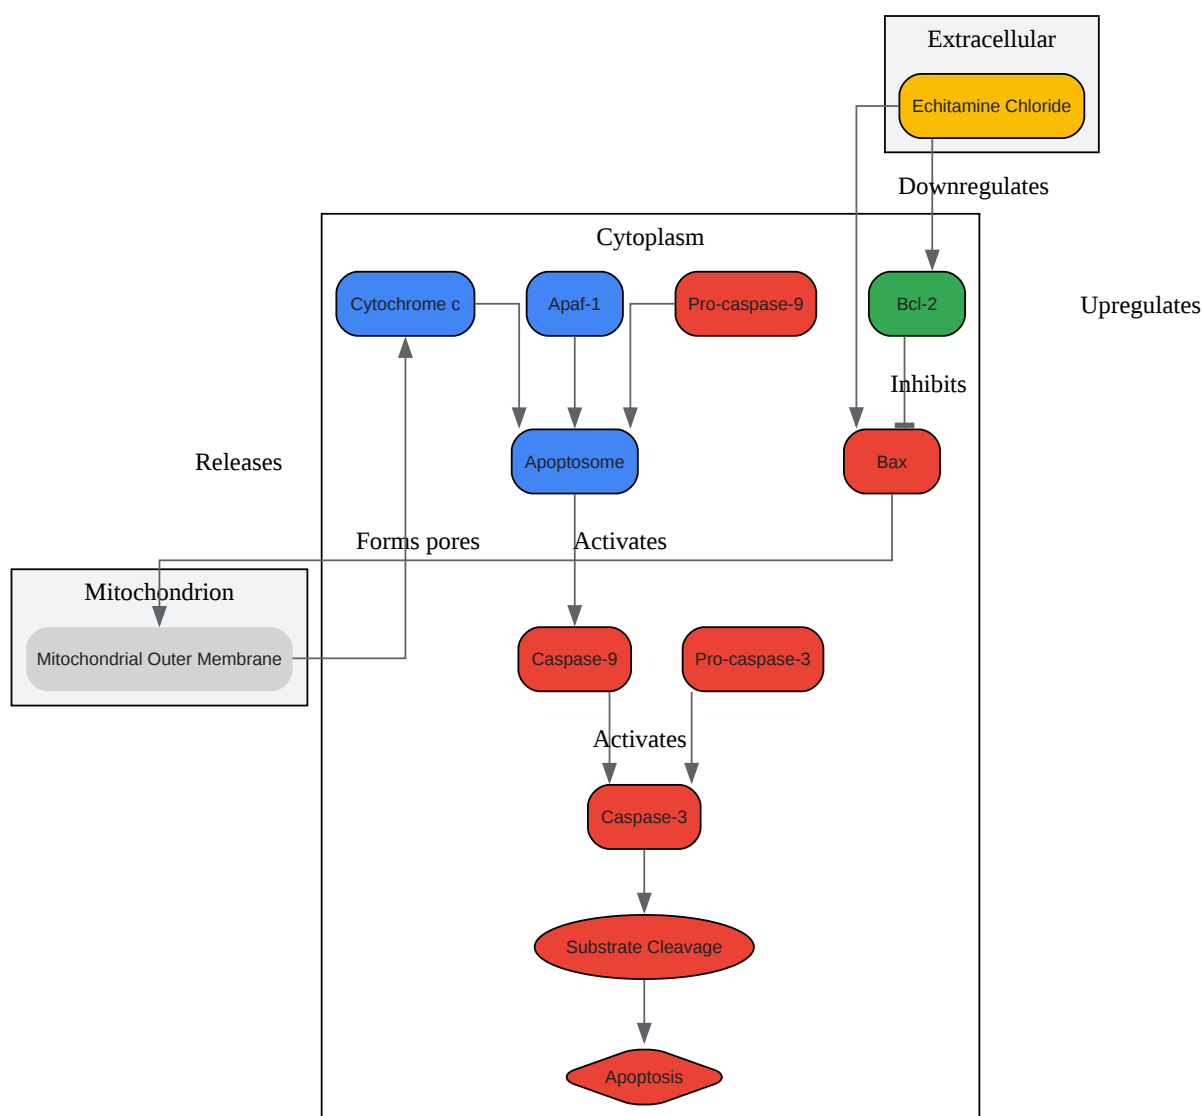 Extracellular
Echitamine Chloride
Downregulates
Cytoplasm
Cytochrome c
Apaf-1
Pro-caspase-9
Bcl-2
Upregulates
Inhibits
Releases
Apoptosome
Bax
Forms pores
Activates
Mitochondrion
Mitochondrial Outer Membrane
Caspase-9
Pro-caspase-3
Activates
Caspase-3
Substrate Cleavage
Apoptosis